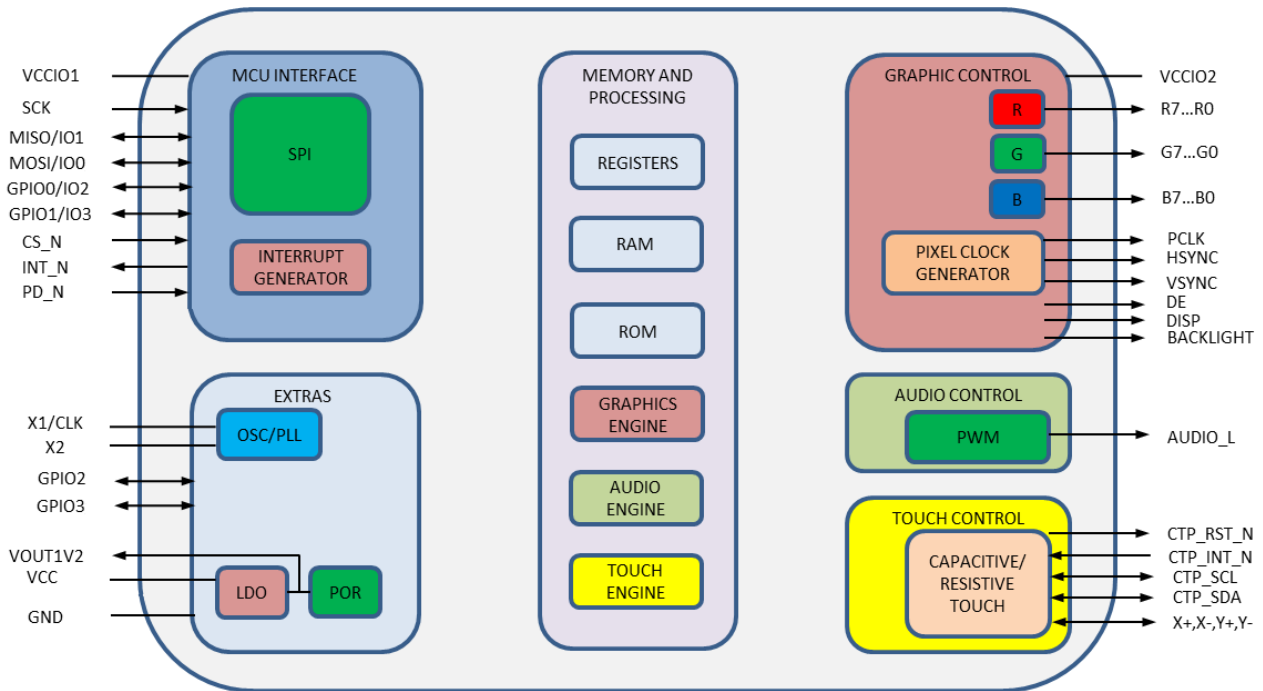 VCCIO1
SCK
MISO/IO1
MOSI/IO0
GPIO0/IO2
GPIO1/IO3
CS_N
INT_N
PD_N
MCU INTERFACE
SPI
INTERRUPT
GENERATOR
X1/CLK
X2
GPIO2
GPIO3
VOUT1V2
VCC
GND
EXTRAS
OSC/PLL
LDO
POR
MEMORY AND
PROCESSING
REGISTERS
RAM
ROM
GRAPHICS
ENGINE
AUDIO
ENGINE
TOUCH
ENGINE
GRAPHIC CONTROL
R
G
B
PIXEL CLOCK
GENERATOR
VCCIO2
R7...R0
G7...G0
B7...B0
PCLK
HSYNC
VSYNC
DE
DISP
BACKLIGHT
AUDIO CONTROL
PWM
AUDIO_L
TOUCH CONTROL
CAPACITIVE/
RESISTIVE
TOUCH
CTP_RST_N
CTP_INT_N
CTP_SCL
CTP_SDA
X+,X-,Y+,Y-